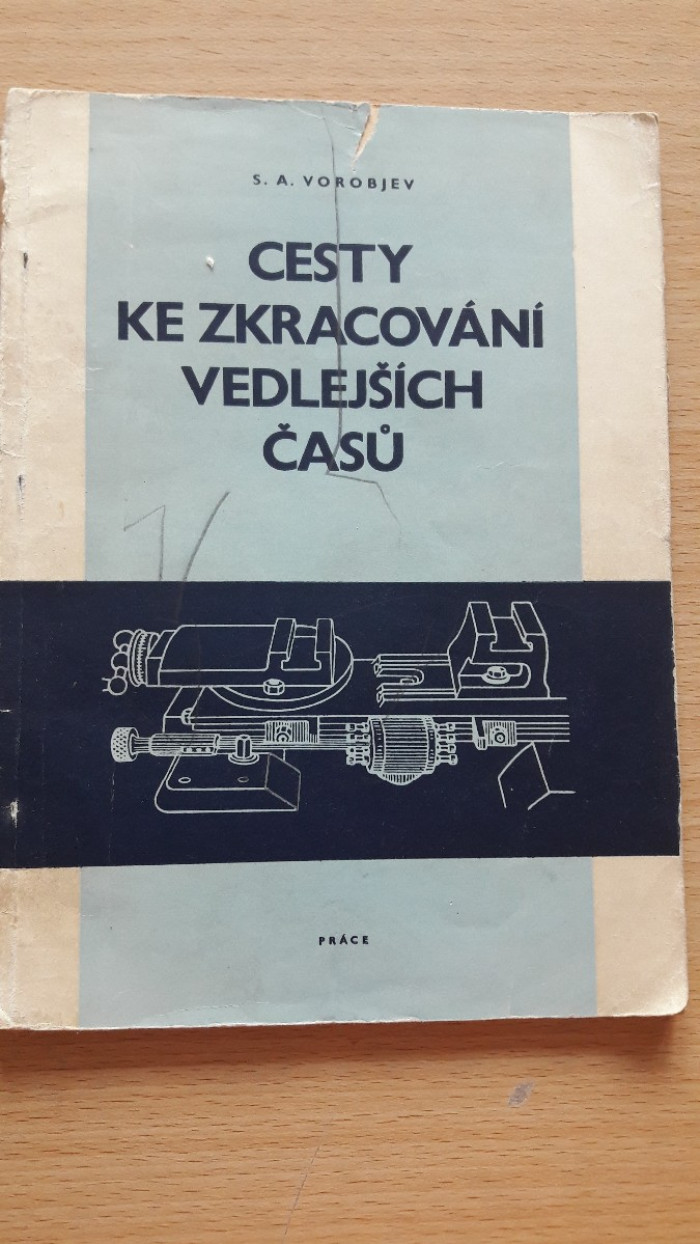 S. A. VOROBJEV
CESTY
KE ZKRACOVÁNÍ
VEDLEJŠÍCH
ČASŮ
PRÁCE